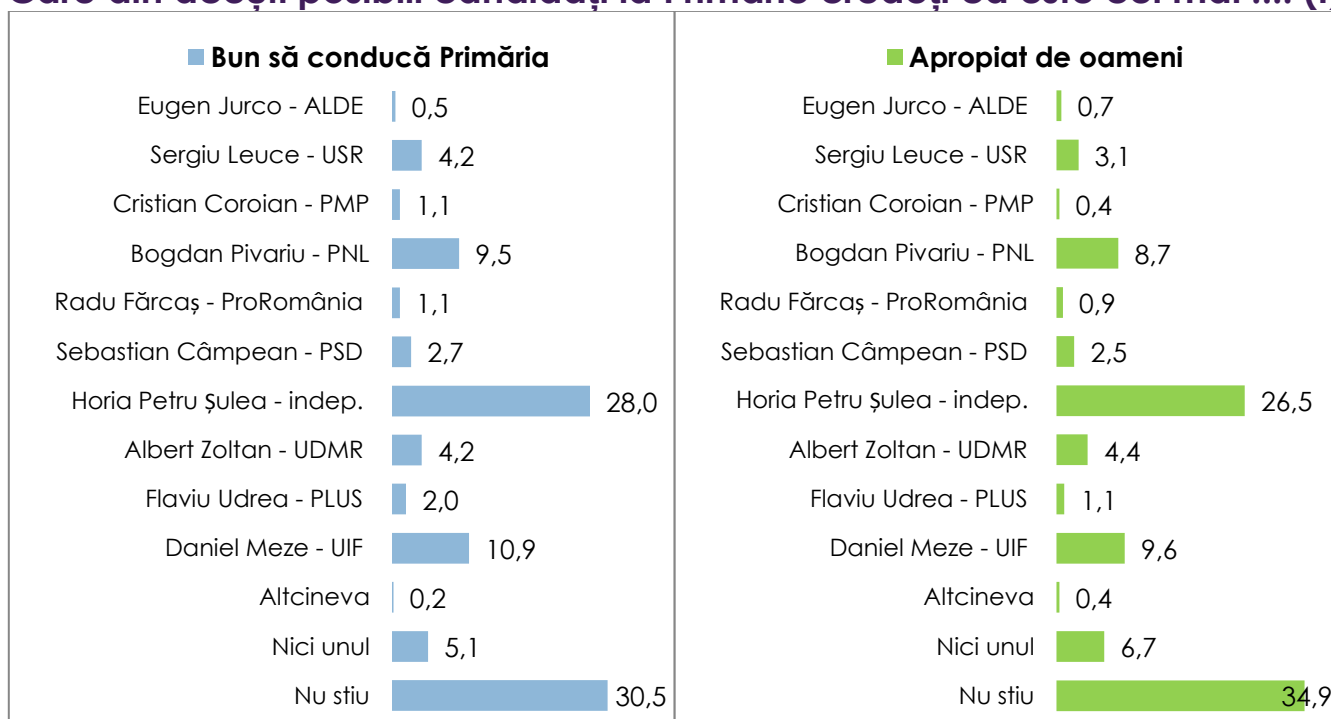 Bun să conducă Primăria
Eugen Jurco - ALDE 0,5
Sergiu Leuce - USR 4,2
Cristian Coroian - PMP 1,1
Bogdan Pivariu - PNL 9,5
Radu Fărcaș - ProRomânia 1,1
Sebastian Câmpean - PSD 2,7
Horia Petru Șulea - indep. 28,0
Albert Zoltan - UDMR 4,2
Flaviu Udrea - PLUS 2,0
Daniel Meze - UIF 10,9
Altcineva 0,2
Nici unul 5,1
Nu stiu 30,5
Apropiat de oameni
Eugen Jurco - ALDE 0,7
Sergiu Leuce - USR 3,1
Cristian Coroian - PMP 0,4
Bogdan Pivariu - PNL 8,7
Radu Fărcaș - ProRomânia 0,9
Sebastian Câmpean - PSD 2,5
Horia Petru Șulea - indep. 26,5
Albert Zoltan - UDMR 4,4
Flaviu Udrea - PLUS 1,1
Daniel Meze - UIF 9,6
Altcineva 0,4
Nici unul 6,7
Nu stiu 34,9